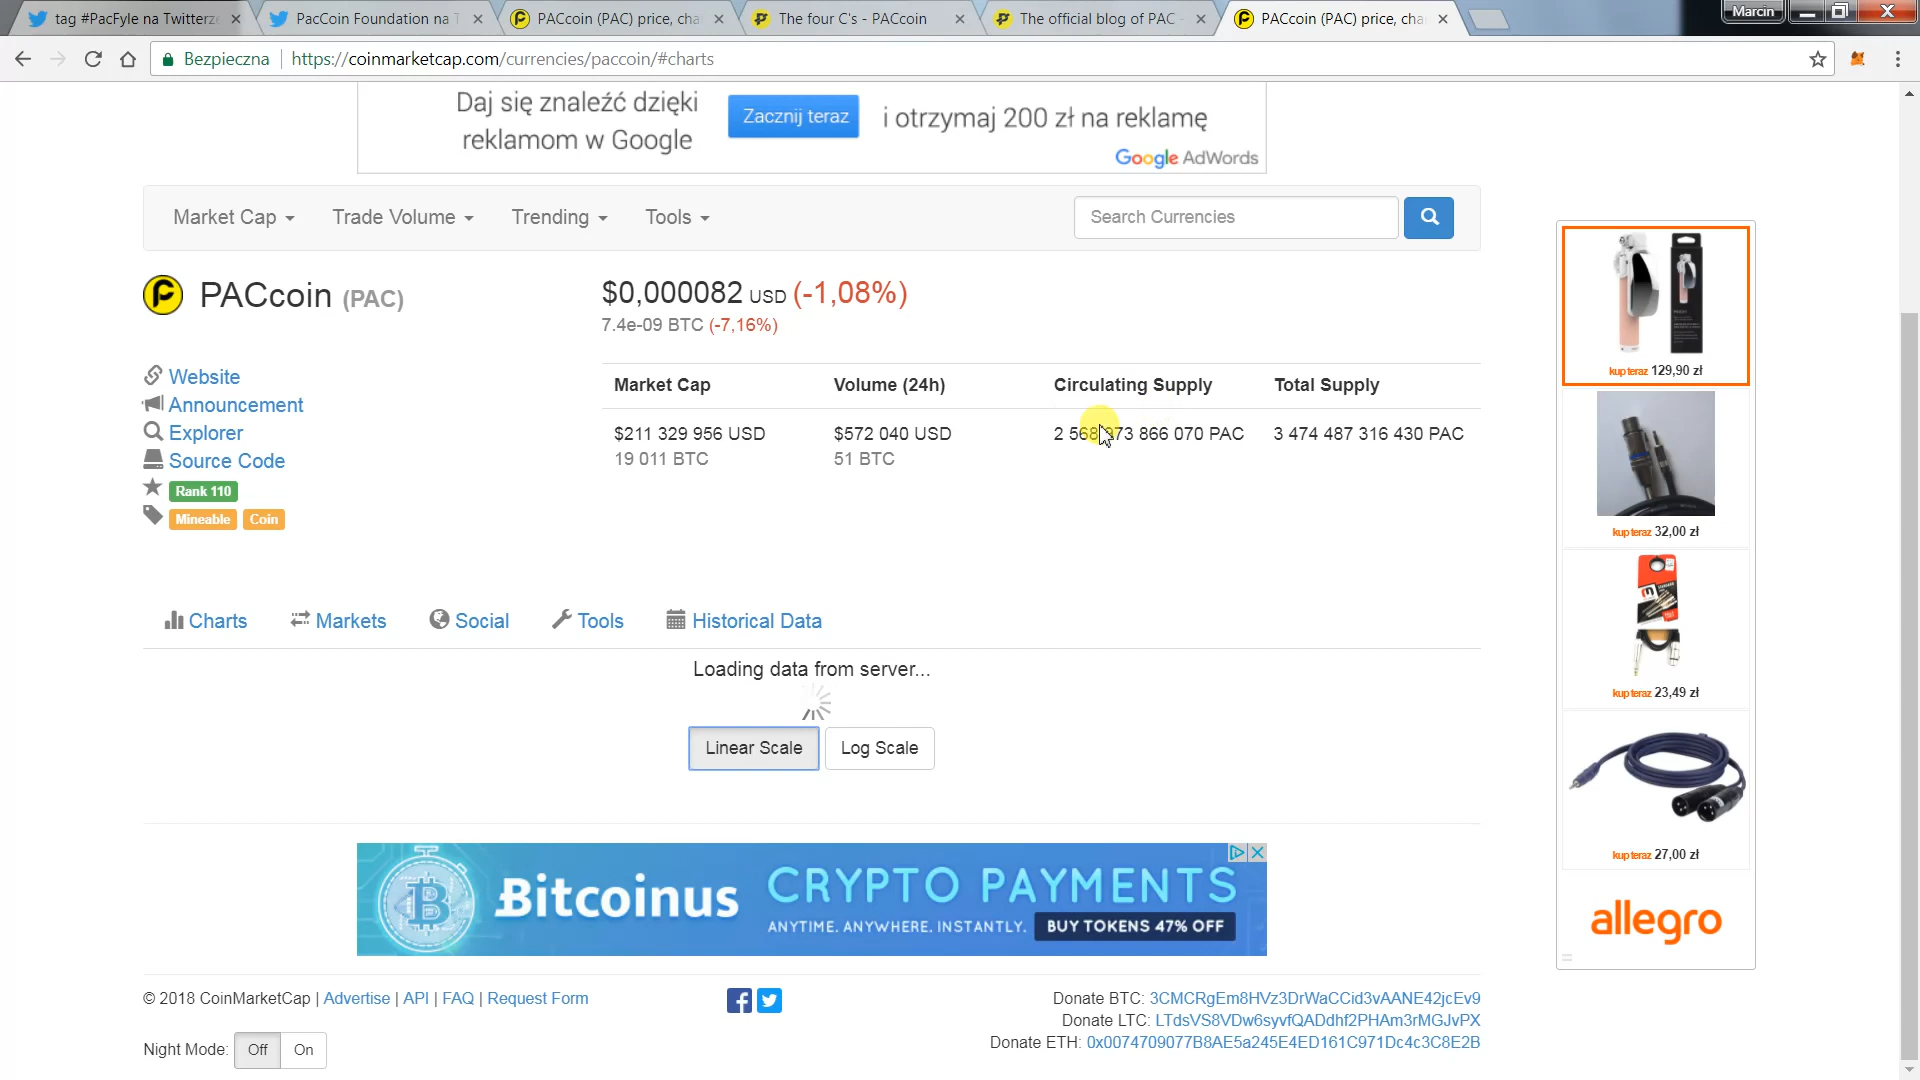 tag #PacFyle na Twitterze
PacCoin Foundation na T
PACcoin (PAC) price, cha
The four C's - PACcoin
The official blog of PAC -
PACcoin (PAC) price, cha
Marcin
Bezpieczna
https://coinmarketcap.com/currencies/paccoin/#charts
Daj się znaleźć dzięki
reklamom w Google
Zacznij teraz
i otrzymaj 200 zł na reklamę
Google AdWords
Market Cap
Trade Volume
Trending
Tools
Search Currencies
PACcoin (PAC)
$0,000082 USD (-1,08%)
7.4e-09 BTC (-7,16%)
Website
Announcement
Explorer
Source Code
Rank 110
Mineable Coin
Market Cap
Volume (24h)
Circulating Supply
Total Supply
$211 329 956 USD
$572 040 USD
2 568 73 866 070 PAC
3 474 487 316 430 PAC
19 011 BTC
51 BTC
Charts
Markets
Social
Tools
Historical Data
Loading data from server...
Linear Scale
Log Scale
Bitcoinus
CRYPTO PAYMENTS
ANYTIME. ANYWHERE. INSTANTLY.
BUY TOKENS 47% OFF
kup teraz 129,90 zł
kup teraz 32,00 zł
kup teraz 23,49 zł
kup teraz 27,00 zł
allegro
© 2018 CoinMarketCap | Advertise | API | FAQ | Request Form
Donate BTC: 3CMCRgEm8HVz3DrWaCCid3vAANE42jcEv9
Donate LTC: LTdsVS8VDw6syvfQADdhf2PHAm3rMGJvPX
Donate ETH: 0x0074709077B8AE5a245E4ED161C971Dc4c3C8E2B
Night Mode: Off On